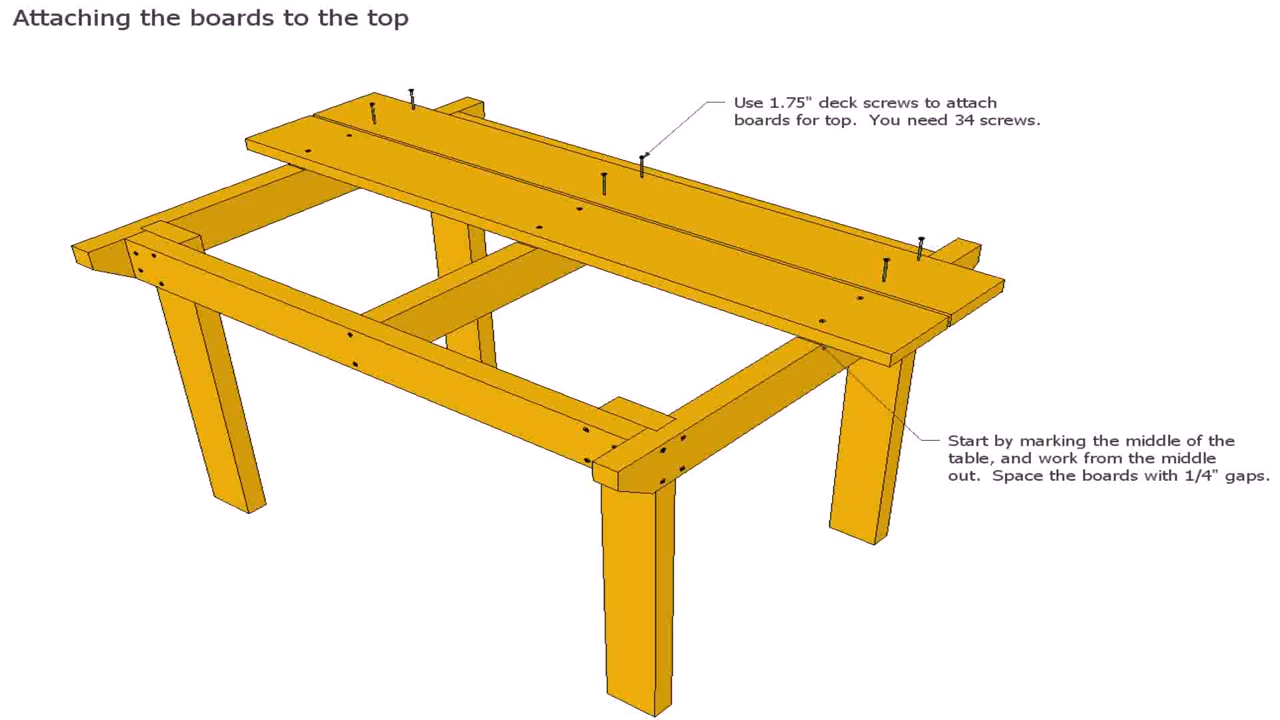 Attaching the boards to the top
Use 1.75" deck screws to attach
boards for top.  You need 34 screws.
Start by marking the middle of the
table, and work from the middle
out.  Space the boards with 1/4" gaps.